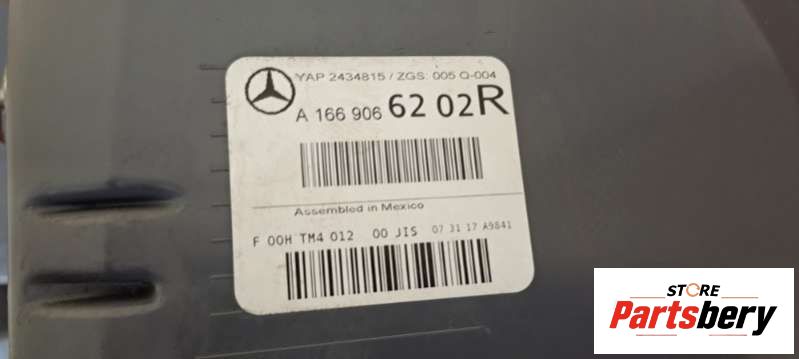 YAP 2434815 / ZGS: 005 Q-004
A 166 906 62 02 R
Assembled in Mexico
F 00H TM4 012 00 JIS 07 31 17 A9841
STORE
Partsbery